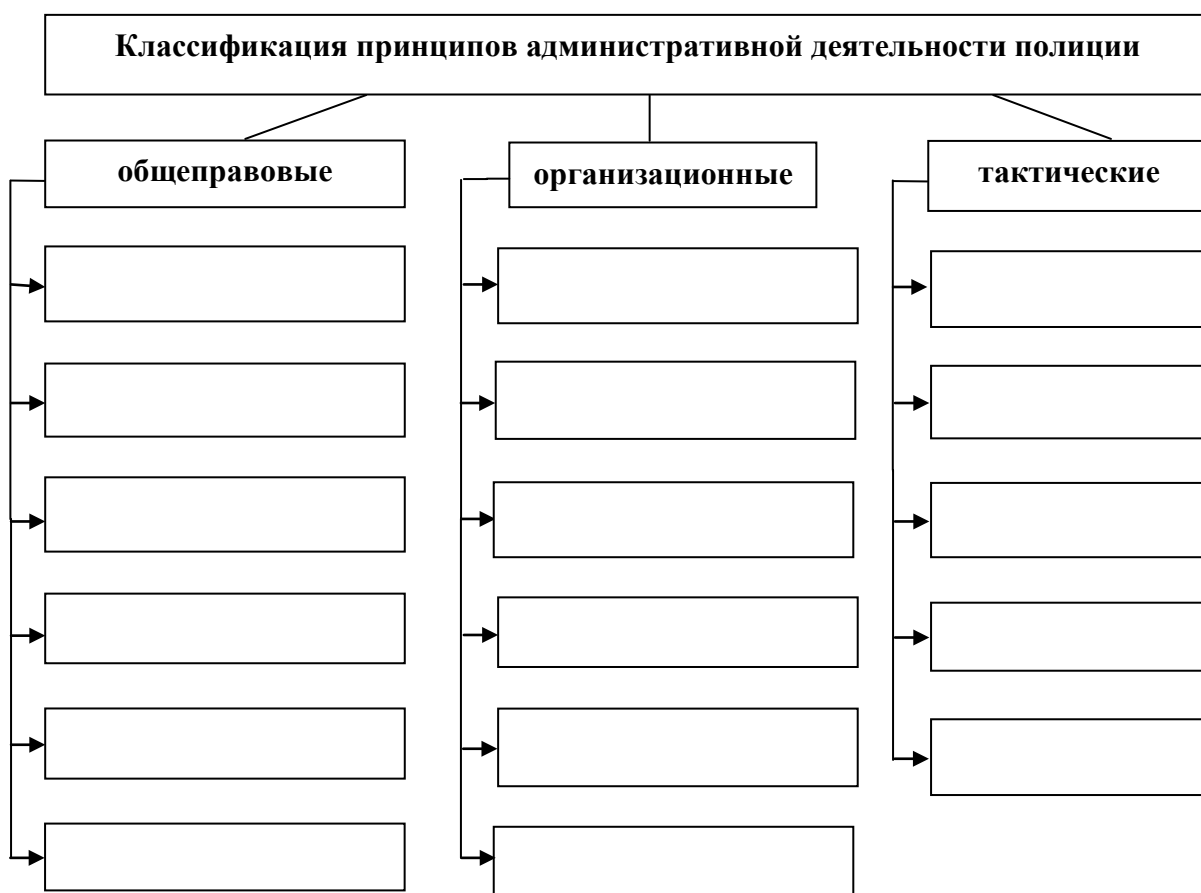 Классификация принципов административной деятельности полиции
общеправовые
организационные
тактические